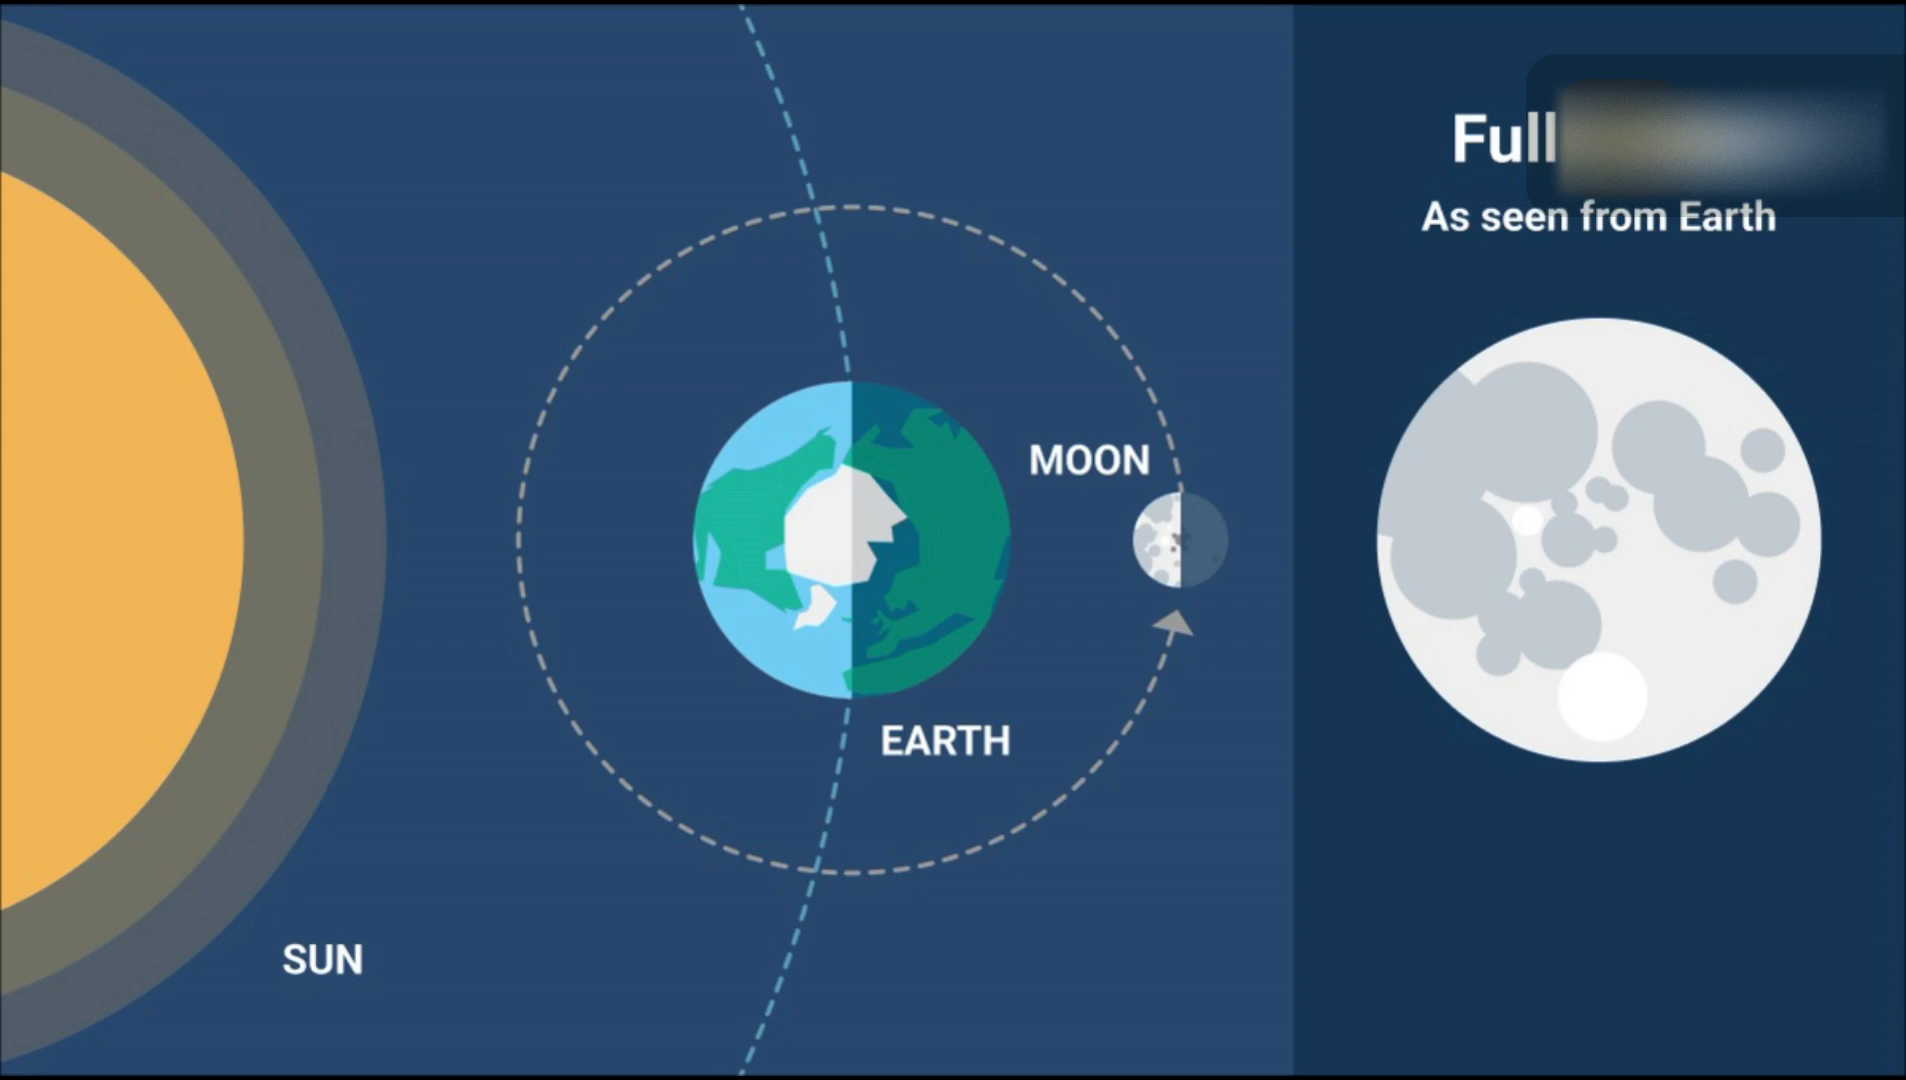 Full
As seen from Earth
MOON
EARTH
SUN